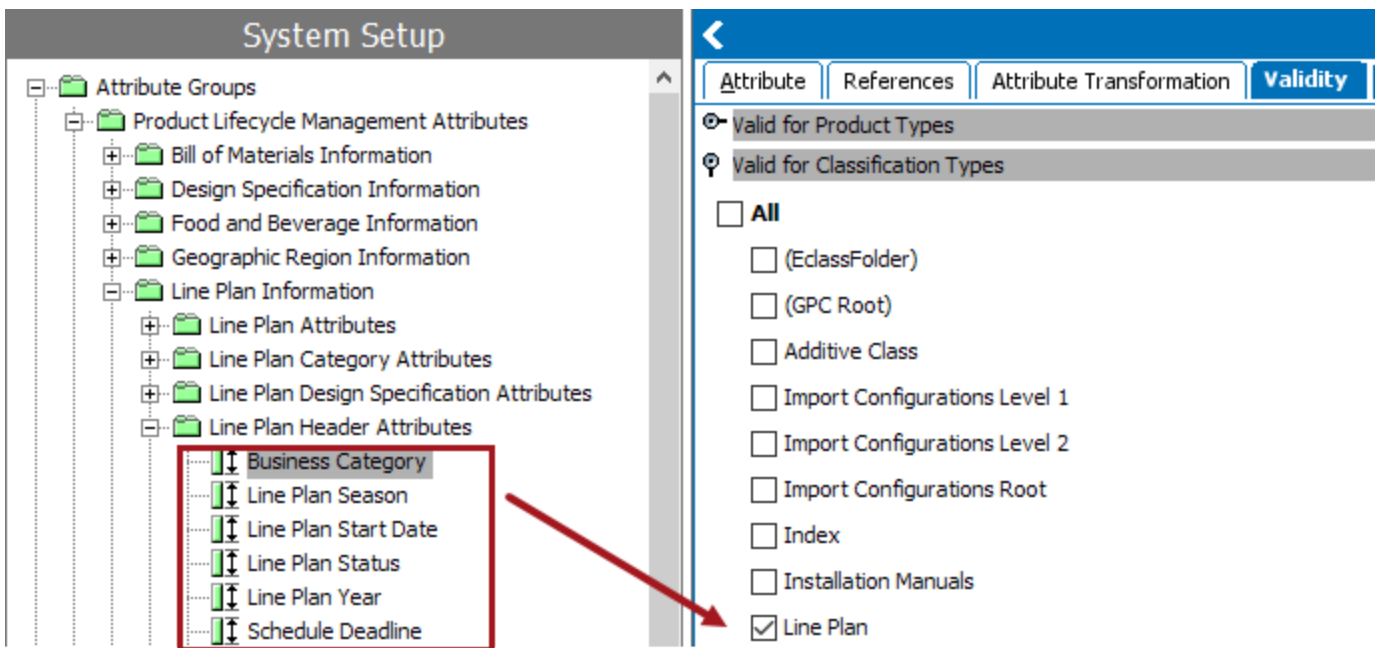 System Setup
Attribute Groups
Product Lifecycle Management Attributes
Bill of Materials Information
Design Specification Information
Food and Beverage Information
Geographic Region Information
Line Plan Information
Line Plan Attributes
Line Plan Category Attributes
Line Plan Design Specification Attributes
Line Plan Header Attributes
Business Category
Line Plan Season
Line Plan Start Date
Line Plan Status
Line Plan Year
Schedule Deadline
Attribute References Attribute Transformation Validity
Valid for Product Types
Valid for Classification Types
All
(EclassFolder)
(GPC Root)
Additive Class
Import Configurations Level 1
Import Configurations Level 2
Import Configurations Root
Index
Installation Manuals
Line Plan